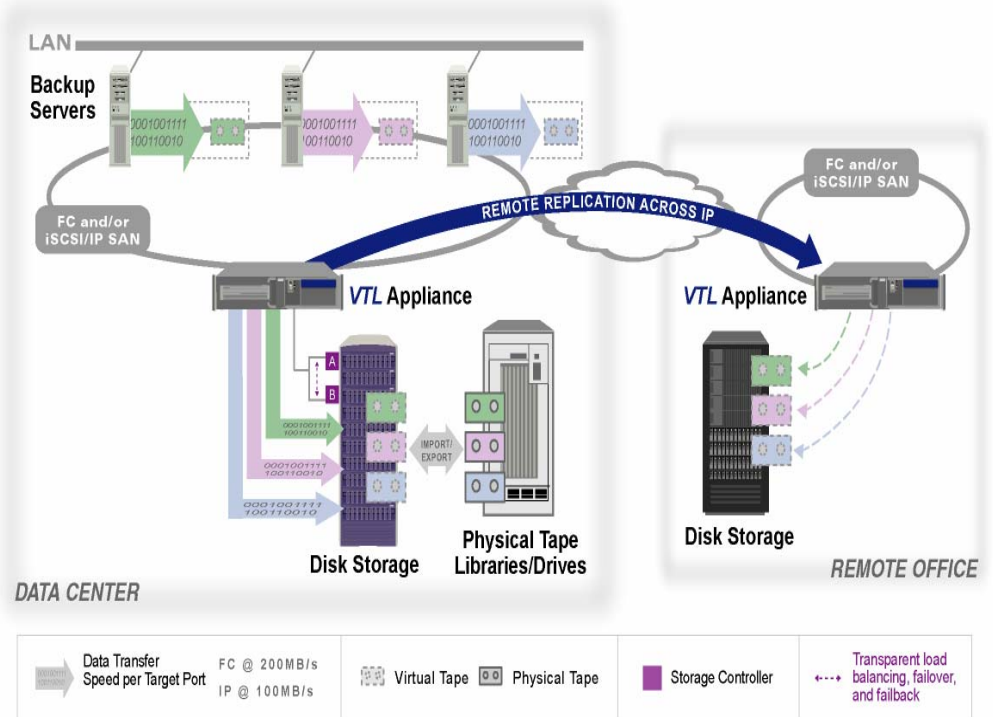 LAN
Backup
Servers
0001001111
100110010
0001001111
100110010
0001001111
100110010
FC and/or
iSCSI/IP SAN
REMOTE REPLICATION ACROSS IP
FC and/or
iSCSI/IP SAN
VTL Appliance
VTL Appliance
A
B
0001001111
100110010
0001001111
100110010
0001001111
100110010
IMPORT/
EXPORT
Disk Storage
Physical Tape
Libraries/Drives
Disk Storage
DATA CENTER
REMOTE OFFICE
Data Transfer
Speed per Target Port
FC @ 200MB/s
IP @ 100MB/s
Virtual Tape
Physical Tape
Storage Controller
Transparent load
balancing, failover,
and failback